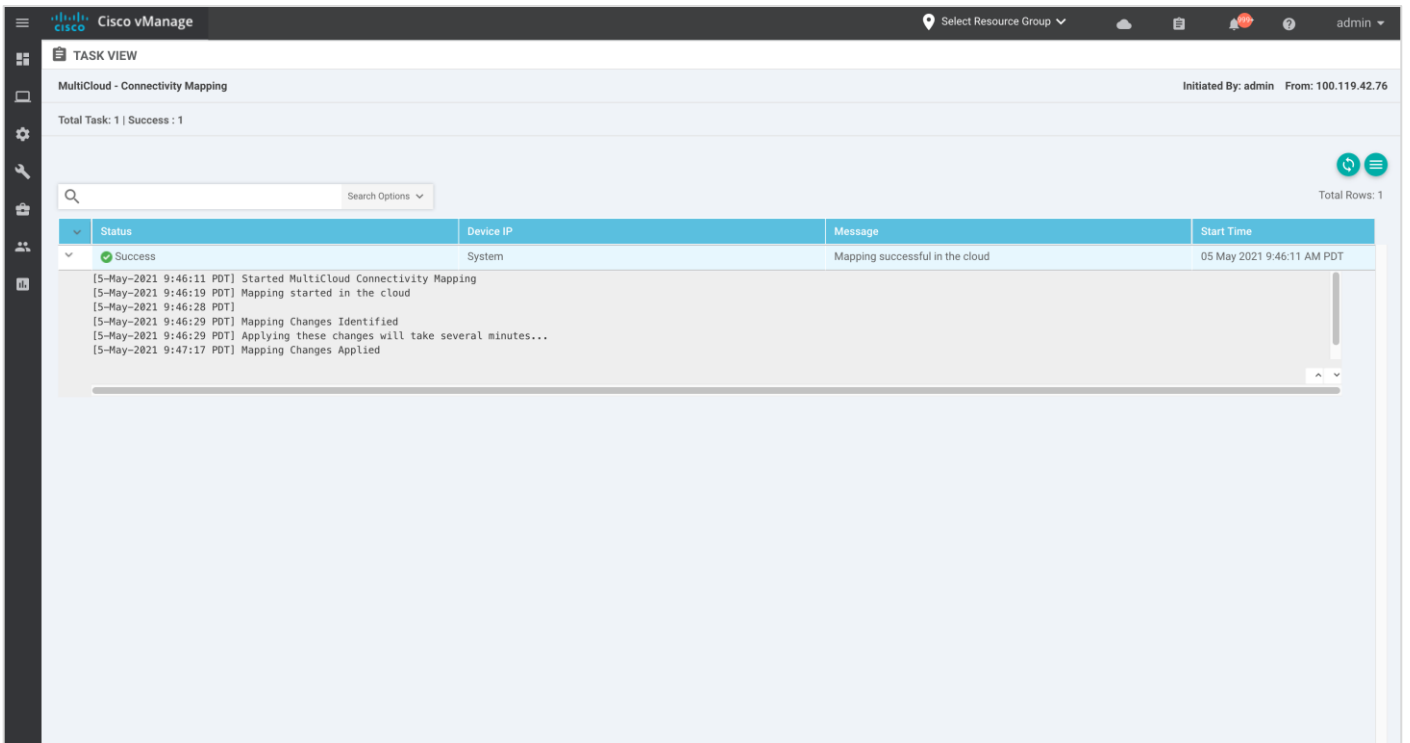 cisco Cisco vManage Select Resource Group 999+ admin
TASK VIEW
MultiCloud - Connectivity Mapping Initiated By: admin From: 100.119.42.76
Total Task: 1 | Success : 1
Search Options Total Rows: 1
Status Device IP Message Start Time
Success System Mapping successful in the cloud 05 May 2021 9:46:11 AM PDT
[5-May-2021 9:46:11 PDT] Started MultiCloud Connectivity Mapping
[5-May-2021 9:46:19 PDT] Mapping started in the cloud
[5-May-2021 9:46:28 PDT]
[5-May-2021 9:46:29 PDT] Mapping Changes Identified
[5-May-2021 9:46:29 PDT] Applying these changes will take several minutes...
[5-May-2021 9:47:17 PDT] Mapping Changes Applied